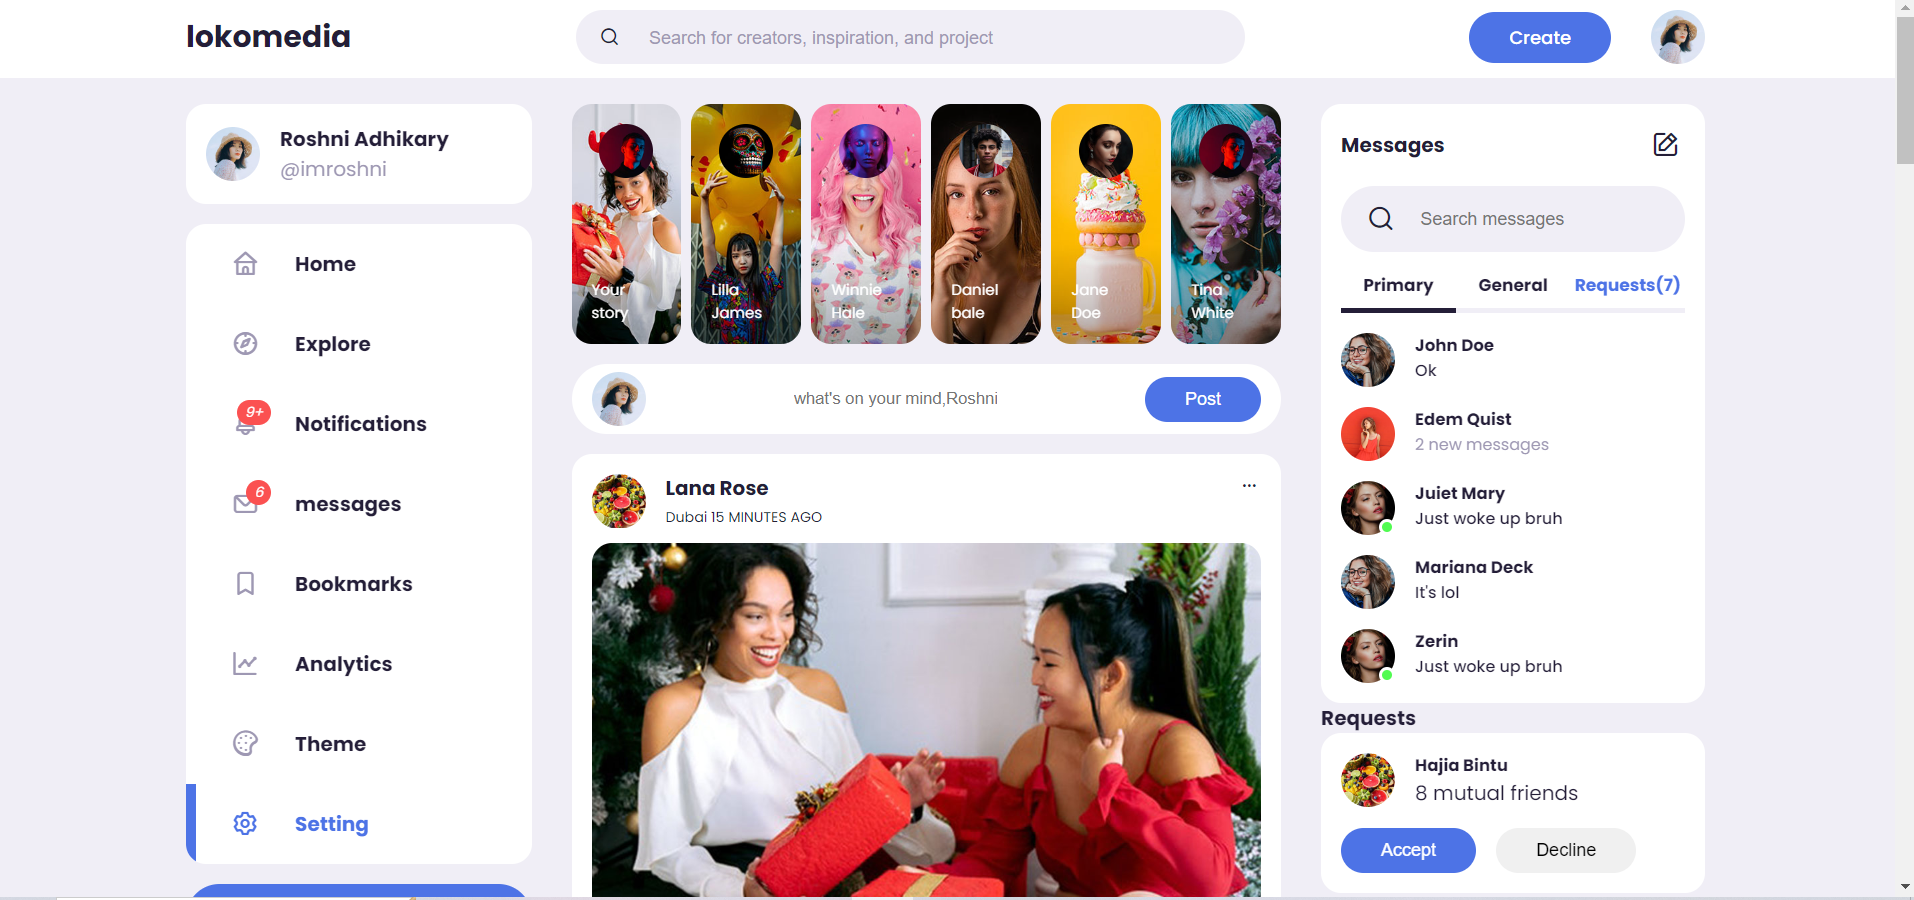 lokomedia
Search for creators, inspiration, and project
Create
Roshni Adhikary
@imroshni
Home
Explore
9+
Notifications
6
messages
Bookmarks
Analytics
Theme
Setting
Your
story
Lilla
James
Winnie
Hale
Daniel
bale
Jane
Doe
Tina
White
what's on your mind,Roshni
Post
Lana Rose
...
Dubai 15 MINUTES AGO
Messages
Search messages
Primary General Requests(7)
John Doe
Ok
Edem Quist
2 new messages
Juiet Mary
Just woke up bruh
Mariana Deck
It's lol
Zerin
Just woke up bruh
Requests
Hajia Bintu
8 mutual friends
Accept Decline